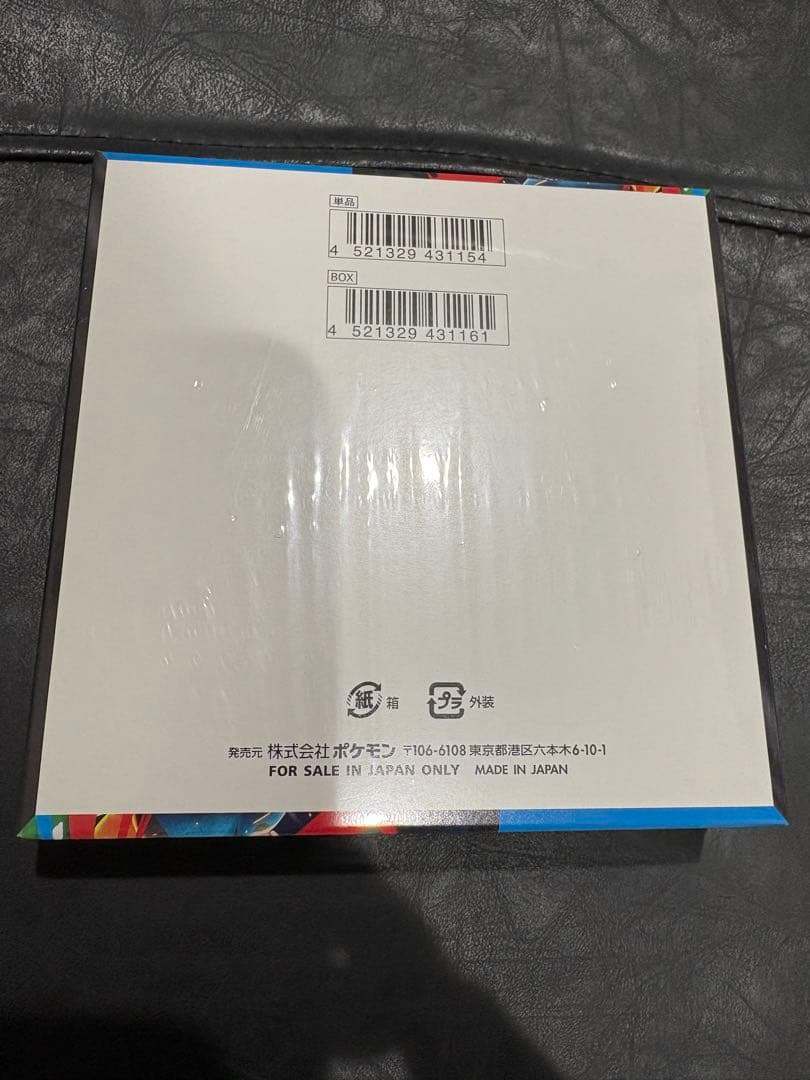 単品
4 521329 431154
BOX
4 521329 431161
紙 箱 プラ 外装
発売元 株式会社ポケモン 〒106-6108 東京都港区六本木6-10-1
FOR SALE IN JAPAN ONLY MADE IN JAPAN